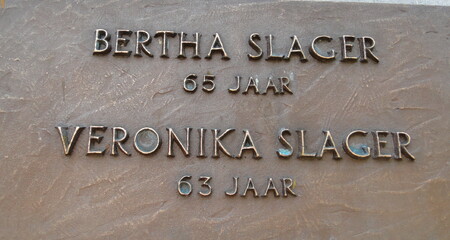 BERTHA SLAGER
65 JAAR
VERONIKA SLAGER
63 JAAR